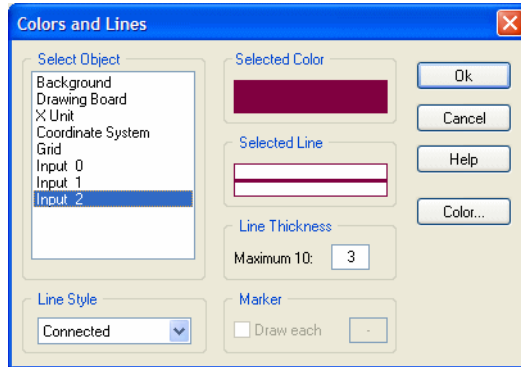 Colors and Lines
Select Object
Background
Drawing Board
X Unit
Coordinate System
Grid
Input 0
Input 1
Input 2
Line Style
Connected
Selected Color
Selected Line
Line Thickness
Maximum 10: 3
Marker
Draw each -
Ok
Cancel
Help
Color...